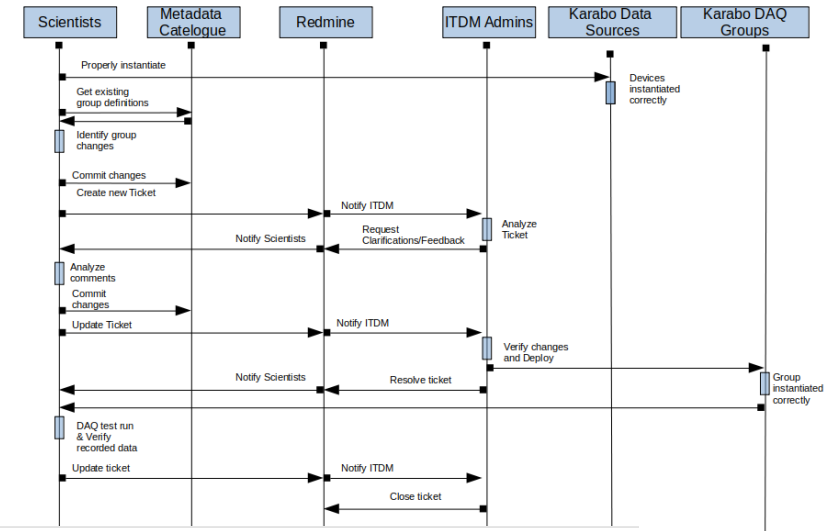 Scientists
Metadata
Catelogue
Redmine
ITDM Admins
Karabo Data
Sources
Karabo DAQ
Groups
Properly instantiate
Devices
instantiated
correctly
Get existing
group definitions
Identify group
changes
Commit changes
Create new Ticket
Notify ITDM
Analyze
Ticket
Request
Clarifications/Feedback
Notify Scientists
Analyze
comments
Commit
changes
Update Ticket
Notify ITDM
Verify changes
and Deploy
Notify Scientists
Resolve ticket
Group
instantiated
correctly
DAQ test run
& Verify
recorded data
Update ticket
Notify ITDM
Close ticket